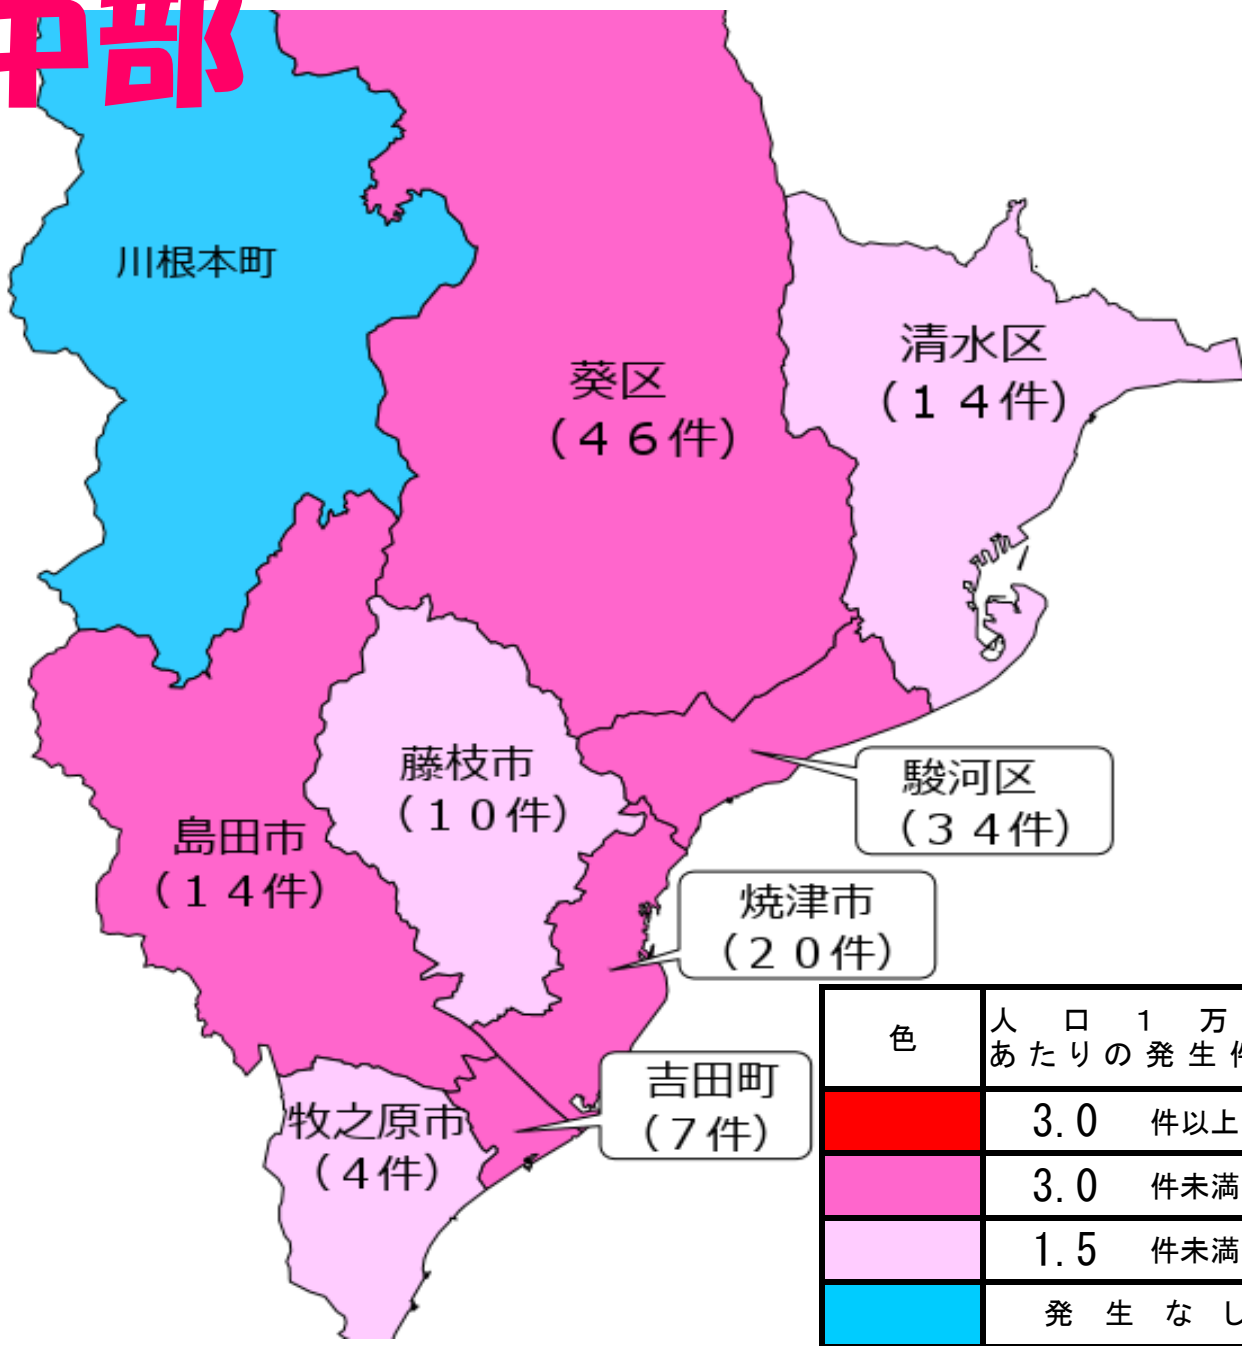 中部
川根本町
清水区
（１４件）
葵区
（４６件）
藤枝市
（１０件）
駿河区
（３４件）
島田市
（１４件）
焼津市
（２０件）
吉田町
（７件）
牧之原市
（４件）
色
人口１万
あたりの発生件
3.0 件以上
3.0 件未満
1.5 件未満
発生なし